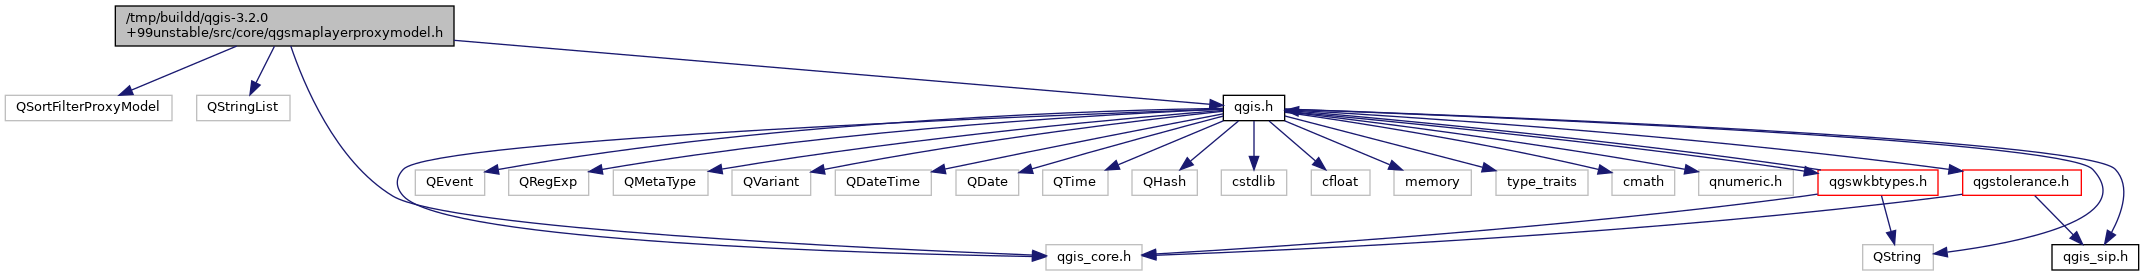 /tmp/buildd/qgis-3.2.0
+99unstable/src/core/qgsmaplayerproxymodel.h
QSortFilterProxyModel
QStringList
qgis.h
QEvent
QRegExp
QMetaType
QVariant
QDateTime
QDate
QTime
QHash
cstdlib
cfloat
memory
type_traits
cmath
qnumeric.h
qgswkbtypes.h
qgstolerance.h
qgis_core.h
QString
qgis_sip.h